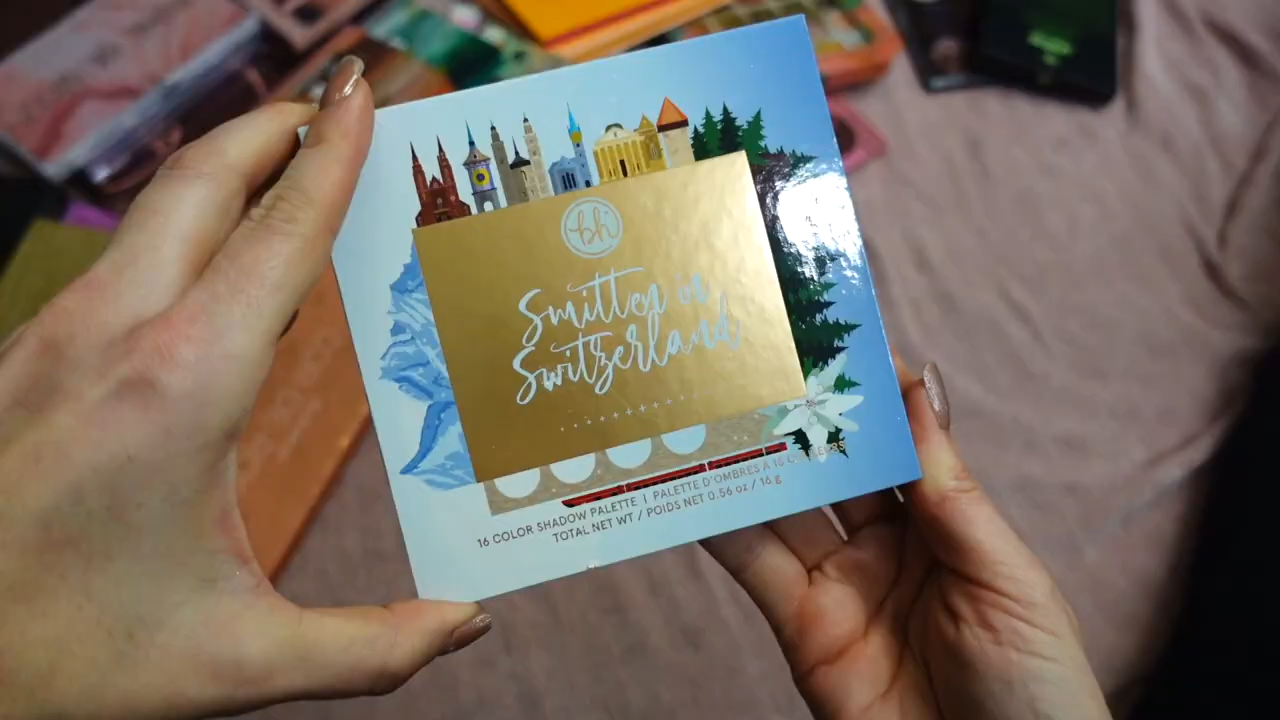 bh
Smitten in
Switzerland
16 COLOR SHADOW PALETTE | PALETTE D'OMBRES À 16 COULEURS
TOTAL NET WT / POIDS NET 0.56 oz / 16 g